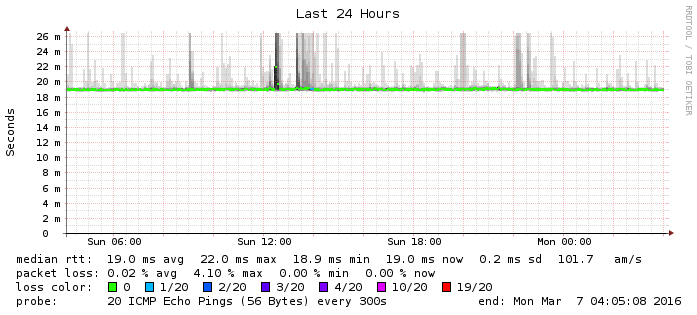 Last 24 Hours
RRDTOOL / TOBI OETIKER
Seconds
26 m
24 m
22 m
20 m
18 m
16 m
14 m
12 m
10 m
8 m
6 m
4 m
2 m
0
Sun 06:00 Sun 12:00 Sun 18:00 Mon 00:00
median rtt: 19.0 ms avg 22.0 ms max 18.9 ms min 19.0 ms now 0.2 ms sd 101.7 am/s
packet loss: 0.02 % avg 4.10 % max 0.00 % min 0.00 % now
loss color: 0 1/20 2/20 3/20 4/20 10/20 19/20
probe: 20 ICMP Echo Pings (56 Bytes) every 300s end: Mon Mar 7 04:05:08 2016